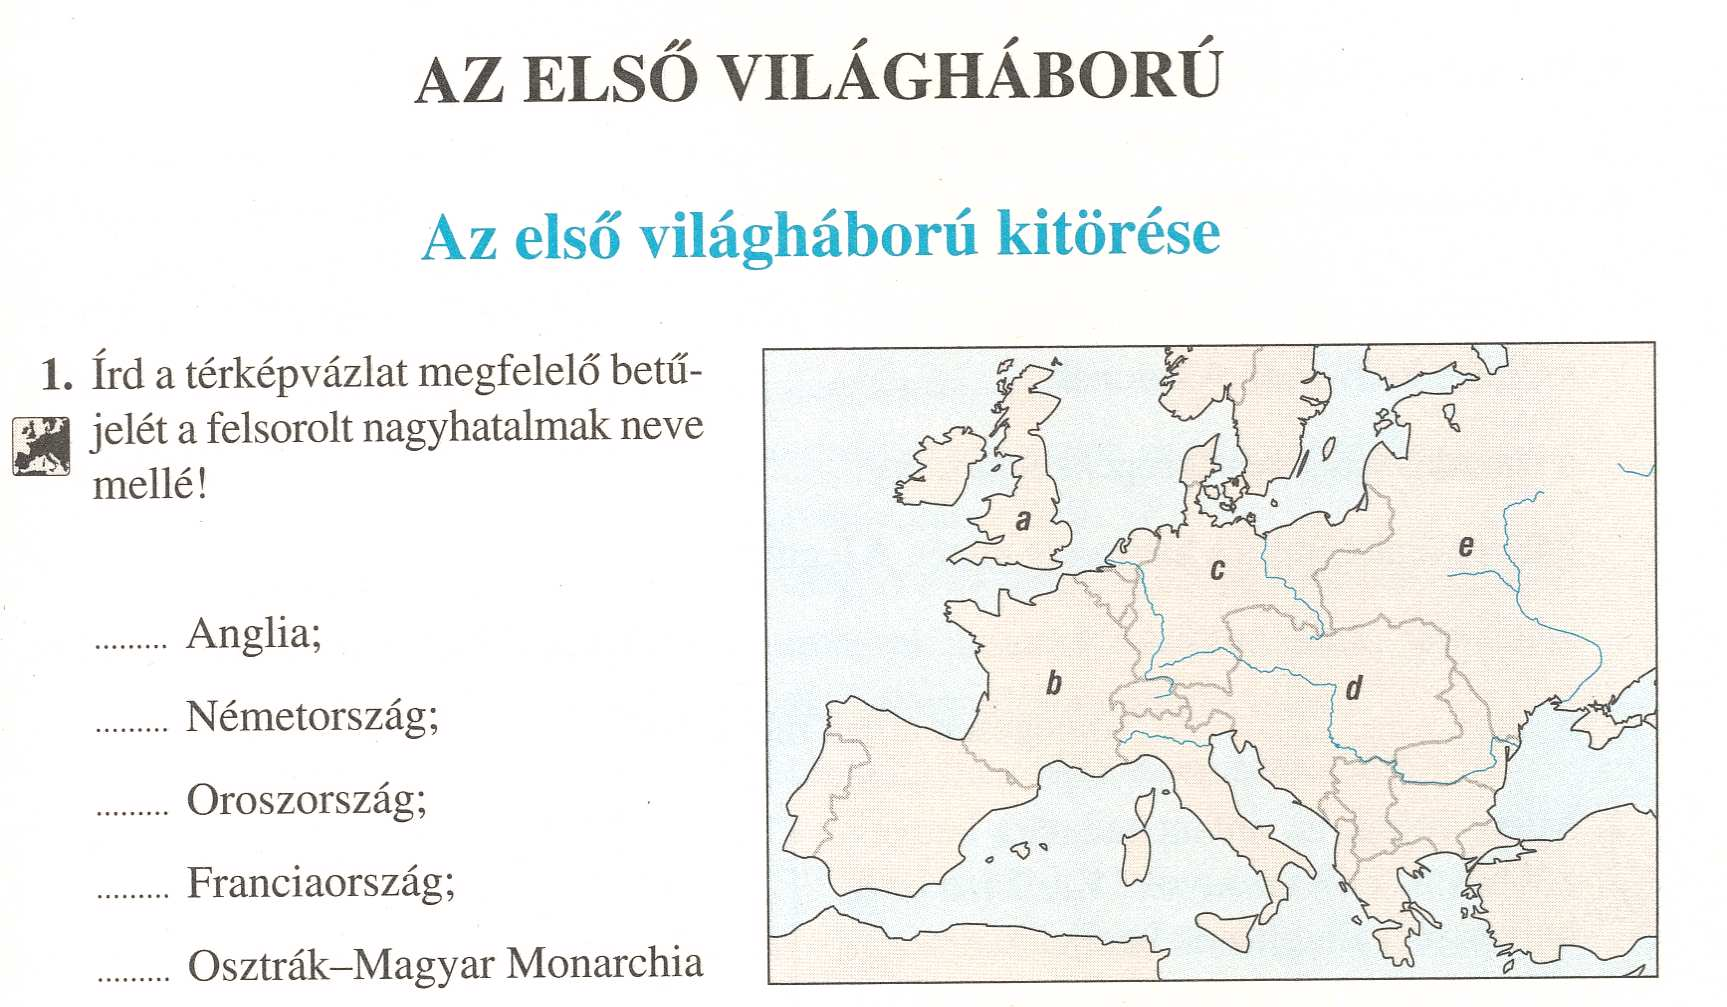 AZ ELSŐ VILÁGHÁBORÚ
Az első világháború kitörése
1. Írd a térképvázlat megfelelő betű-
jelét a felsorolt nagyhatalmak neve
mellé!
......... Anglia;
......... Németország;
......... Oroszország;
......... Franciaország;
......... Osztrák–Magyar Monarchia
a
e
c
b
d